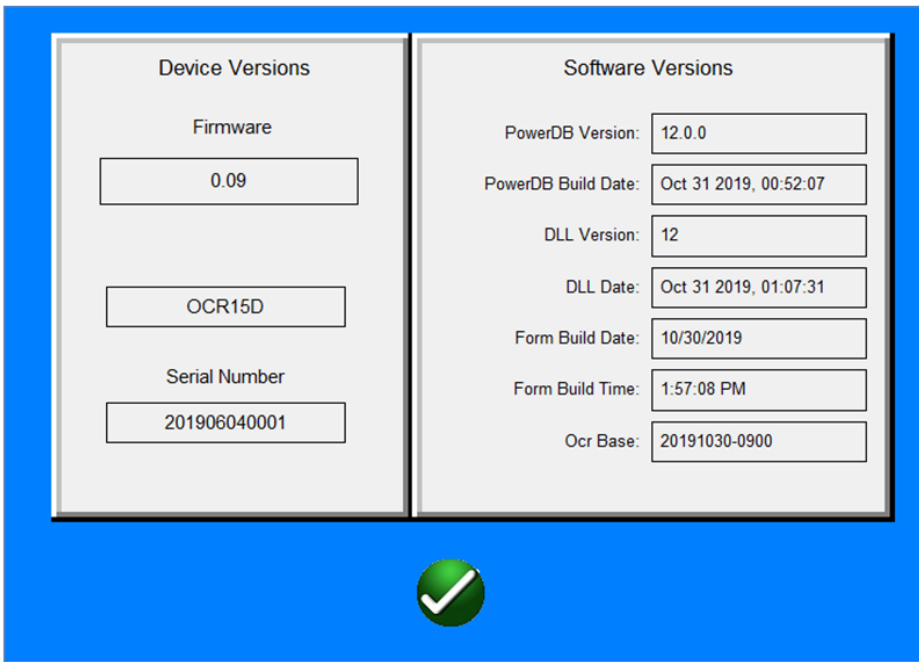 Device Versions
Firmware
0.09
OCR15D
Serial Number
201906040001
Software Versions
PowerDB Version: 12.0.0
PowerDB Build Date: Oct 31 2019, 00:52:07
DLL Version: 12
DLL Date: Oct 31 2019, 01:07:31
Form Build Date: 10/30/2019
Form Build Time: 1:57:08 PM
Ocr Base: 20191030-0900